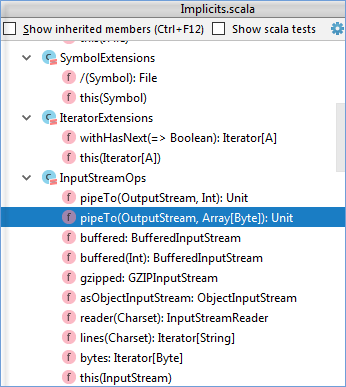 Implicits.scala
Show inherited members (Ctrl+F12) Show scala tests
SymbolExtensions
/(Symbol): File
this(Symbol)
IteratorExtensions
withHasNext(=> Boolean): Iterator[A]
this(Iterator[A])
InputStreamOps
pipeTo(OutputStream, Int): Unit
pipeTo(OutputStream, Array[Byte]): Unit
buffered: BufferedInputStream
buffered(Int): BufferedInputStream
gzipped: GZIPInputStream
asObjectInputStream: ObjectInputStream
reader(Charset): InputStreamReader
lines(Charset): Iterator[String]
bytes: Iterator[Byte]
this(InputStream)